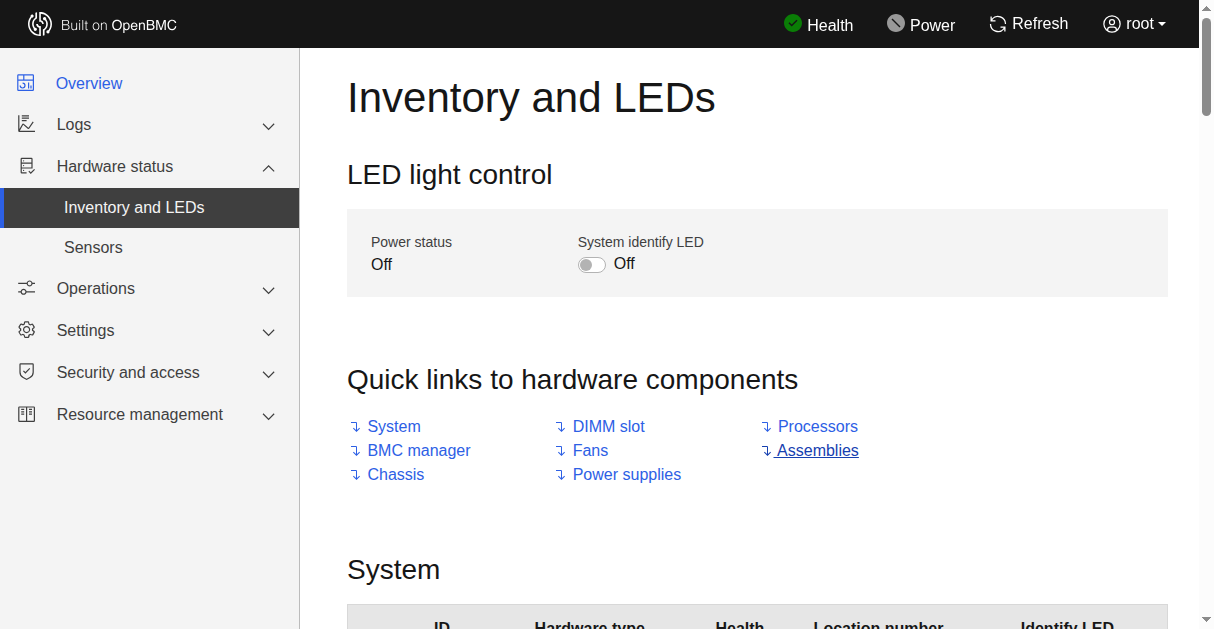 Built on OpenBMC
Health
Power
Refresh
root
Overview
Logs
Hardware status
Inventory and LEDs
Sensors
Operations
Settings
Security and access
Resource management
Inventory and LEDs
LED light control
Power status
Off
System identify LED
Off
Quick links to hardware components
System
BMC manager
Chassis
DIMM slot
Fans
Power supplies
Processors
Assemblies
System
ID Hardware type Health Location number Identify LED